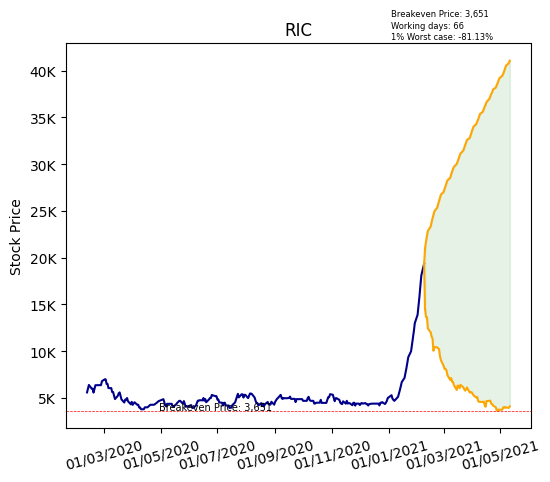 Breakeven Price: 3,651
Working days: 66
1% Worst case: -81.13%
RIC
40K
35K
30K
25K
20K
15K
10K
5K
Stock Price
Breakeven Price: 3,651
01/03/2020
01/05/2020
01/07/2020
01/09/2020
01/11/2020
01/01/2021
01/03/2021
01/05/2021